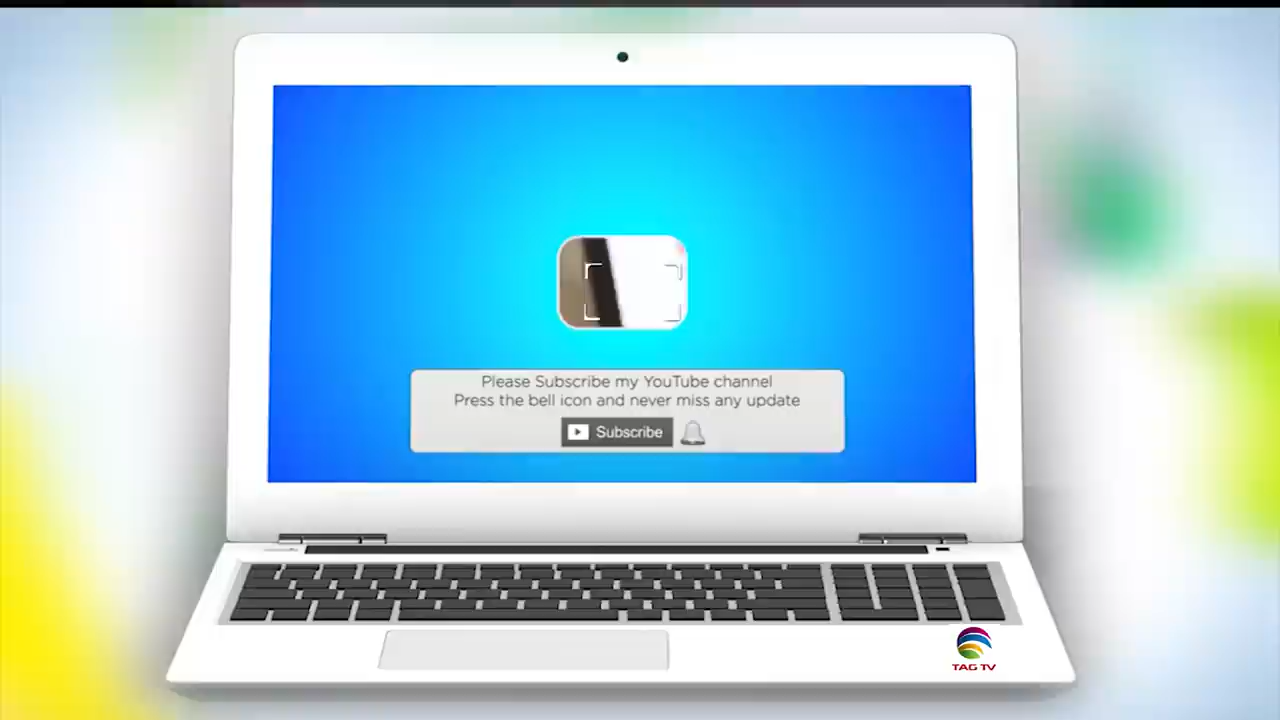 Please Subscribe my YouTube channel
Press the bell icon and never miss any update
Subscribe
TAG TV